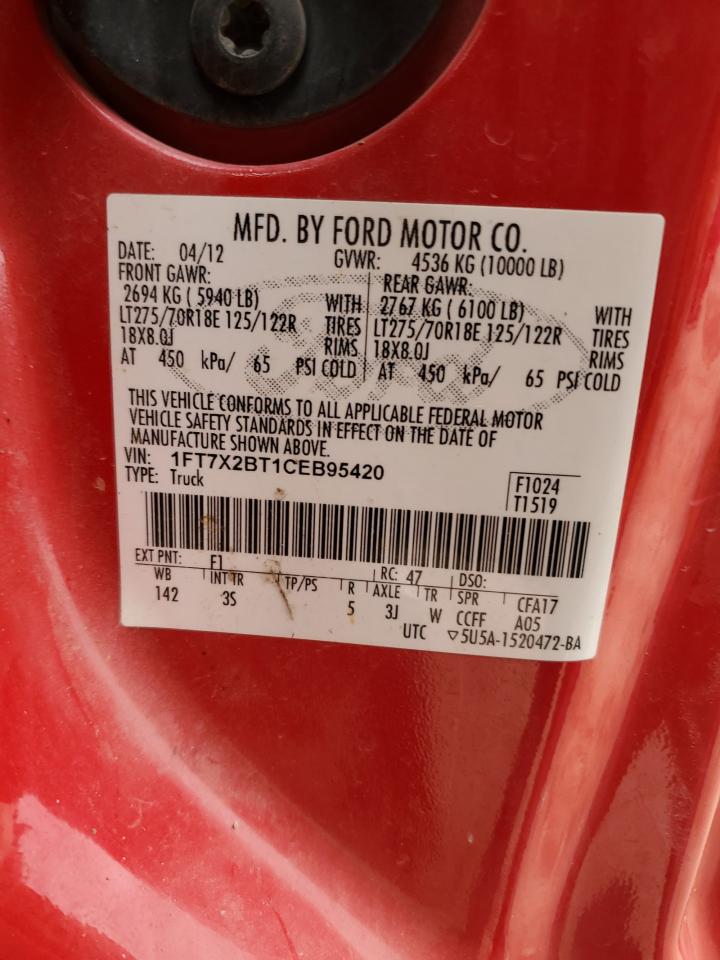 MFD. BY FORD MOTOR CO.
DATE: 04/12 GVWR: 4536 KG (10000 LB)
FRONT GAWR: REAR GAWR:
2694 KG ( 5940 LB) WITH 2767 KG ( 6100 LB) WITH
LT275/70R18E 125/122R TIRES LT275/70R18E 125/122R TIRES
18X8.0J RIMS 18X8.0J RIMS
AT 450 kPa/ 65 PSI COLD AT 450 kPa/ 65 PSI COLD
THIS VEHICLE CONFORMS TO ALL APPLICABLE FEDERAL MOTOR
VEHICLE SAFETY STANDARDS IN EFFECT ON THE DATE OF
MANUFACTURE SHOWN ABOVE.
VIN: 1FT7X2BT1CEB95420
TYPE: Truck F1024
T1519
EXT PNT: F1 RC: 47 DSO:
WB INT TR TP/PS R AXLE TR SPR CFA17
142 3S 5 3J W CCFF A05
UTC ▽5U5A-1520472-BA